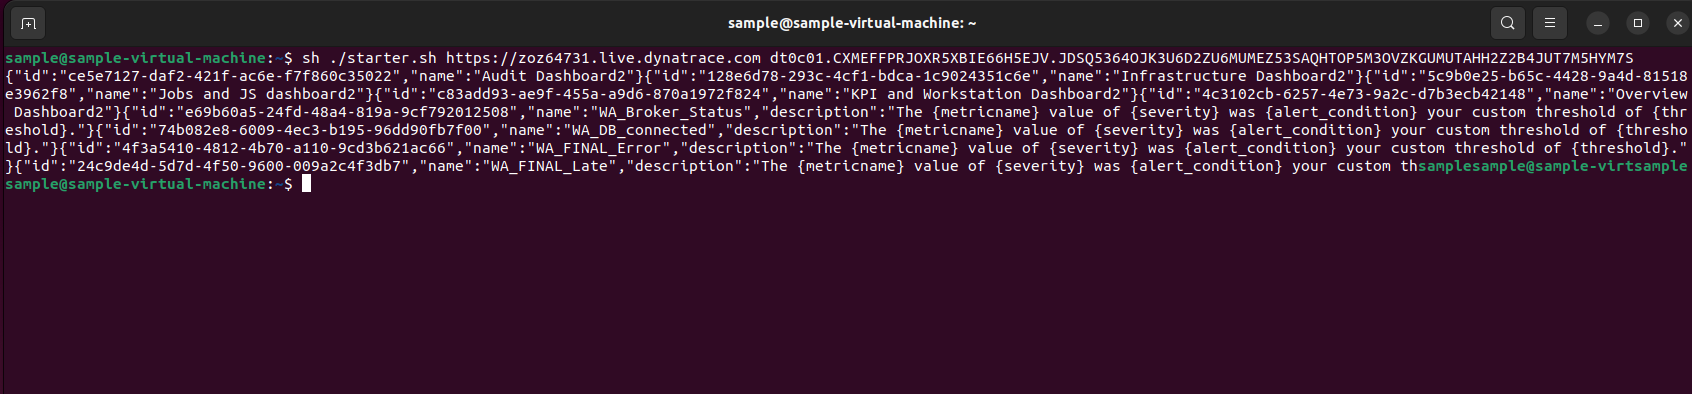 sample@sample-virtual-machine: ~
sample@sample-virtual-machine:~$ sh ./starter.sh https://zoz64731.live.dynatrace.com dt0c01.CXMEFFPRJOXR5XBIE66H5EJV.JDSQ5364OJK3U6D2ZU6MUMEZ53SAQHTOP5M3OVZKGUMUTAHH2Z2B4JUT7M5HYM7S
{"id":"ce5e7127-daf2-421f-ac6e-f7f860c35022","name":"Audit Dashboard2"}{"id":"128e6d78-293c-4cf1-bdca-1c9024351c6e","name":"Infrastructure Dashboard2"}{"id":"5c9b0e25-b65c-4428-9a4d-81518
e3962f8","name":"Jobs and JS dashboard2"}{"id":"c83add93-ae9f-455a-a9d6-870a1972f824","name":"KPI and Workstation Dashboard2"}{"id":"4c3102cb-6257-4e73-9a2c-d7b3ecb42148","name":"Overview
 Dashboard2"}{"id":"e69b60a5-24fd-48a4-819a-9cf792012508","name":"WA_Broker_Status","description":"The {metricname} value of {severity} was {alert_condition} your custom threshold of {thr
eshold}."}{"id":"74b082e8-6009-4ec3-b195-96dd90fb7f00","name":"WA_DB_connected","description":"The {metricname} value of {severity} was {alert_condition} your custom threshold of {thresho
ld}."}{"id":"4f3a5410-4812-4b70-a110-9cd3b621ac66","name":"WA_FINAL_Error","description":"The {metricname} value of {severity} was {alert_condition} your custom threshold of {threshold}."
}{"id":"24c9de4d-5d7d-4f50-9600-009a2c4f3db7","name":"WA_FINAL_Late","description":"The {metricname} value of {severity} was {alert_condition} your custom thsamplesample@sample-virtsample
sample@sample-virtual-machine:~$